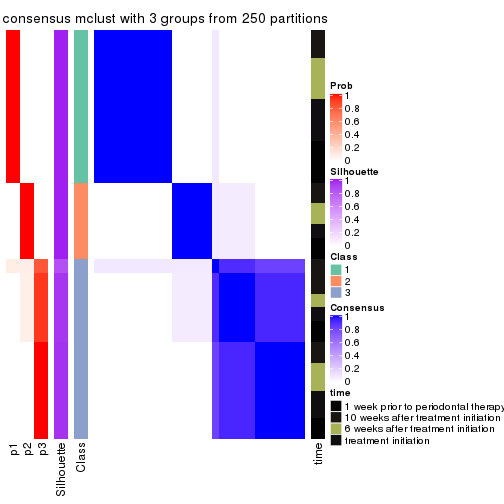 consensus mclust with 3 groups from 250 partitions
Prob
1
0.8
0.6
0.4
0.2
0
Silhouette
1
0.8
0.6
0.4
0.2
0
Class
1
2
3
Consensus
1
0.8
0.6
0.4
0.2
0
time
1 week prior to periodontal therapy
10 weeks after treatment initiation
6 weeks after treatment initiation
treatment initiation
p1
p2
p3
Silhouette
Class
time